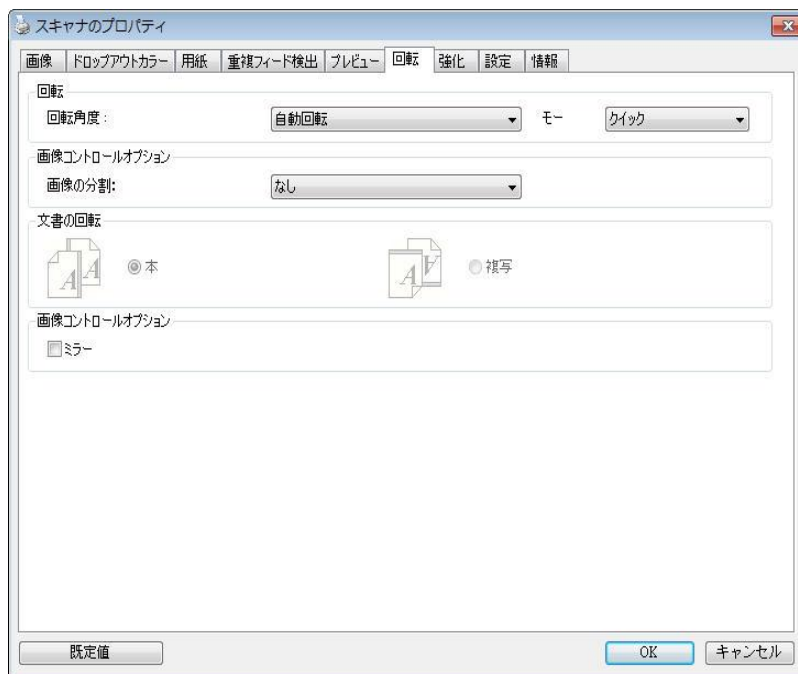 スキャナのプロパティ
画像 ドロップアウトカラー 用紙 重複フィード検出 プレビュー 回転 強化 設定 情報
回転
回転角度: 自動回転 モー クイック
画像コントロールオプション
画像の分割: なし
文書の回転
A A 本 A A 複写
画像コントロールオプション
ミラー
既定値 OK キャンセル